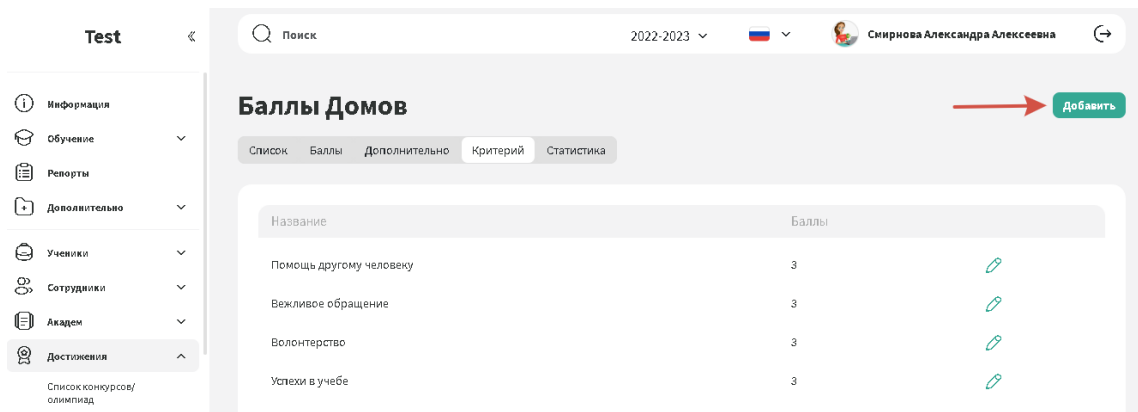 Test
Информация
Обучение
Репорты
Дополнительно
Ученики
Сотрудники
Академ
Достижения
Список конкурсов/
олимпиад
Поиск
2022-2023
Смирнова Александра Алексеевна
Баллы Домов
Добавить
Список Баллы Дополнительно Критерий Статистика
Название Баллы
Помощь другому человеку 3
Вежливое обращение 3
Волонтерство 3
Успехи в учебе 3